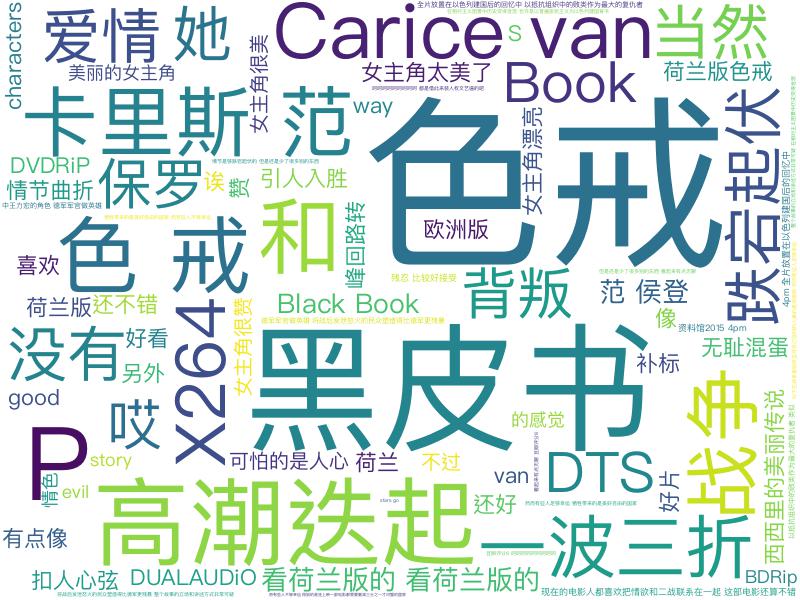 全片放置在以色列建国后的回忆中 以抵抗组织中的败类作为最大的复仇者
爱情 她 Carice van 当然
characters
s
美丽的女主角
女主角很美
女主角太美了
Book
荷兰版色戒
卡里斯 范
way
色戒
女主角漂亮
跌宕起伏
DVDRiP
情节曲折
保罗
诶
赞
引人入胜
和
峰回路转
欧洲版
色 戒
喜欢
残忍 比较好接受
背叛
范 侯登
荷兰版
还不错
X264
女主角很赞
Black Book
像
资料馆2015 4pm
没有
好看
另外
黑皮书
补标
无耻混蛋
good
哎
的感觉
战争
西西里的美丽传说
P
情色
story
evil
可怕的是人心
荷兰
不过
van
DTS
好片
高潮迭起
stars go
还好
一波三折
有点像
扣人心弦
DUALAUDiO
看荷兰版的 看荷兰版的
BDRip
现在的电影人都喜欢把情欲和二战联系在一起 这部电影还算不错